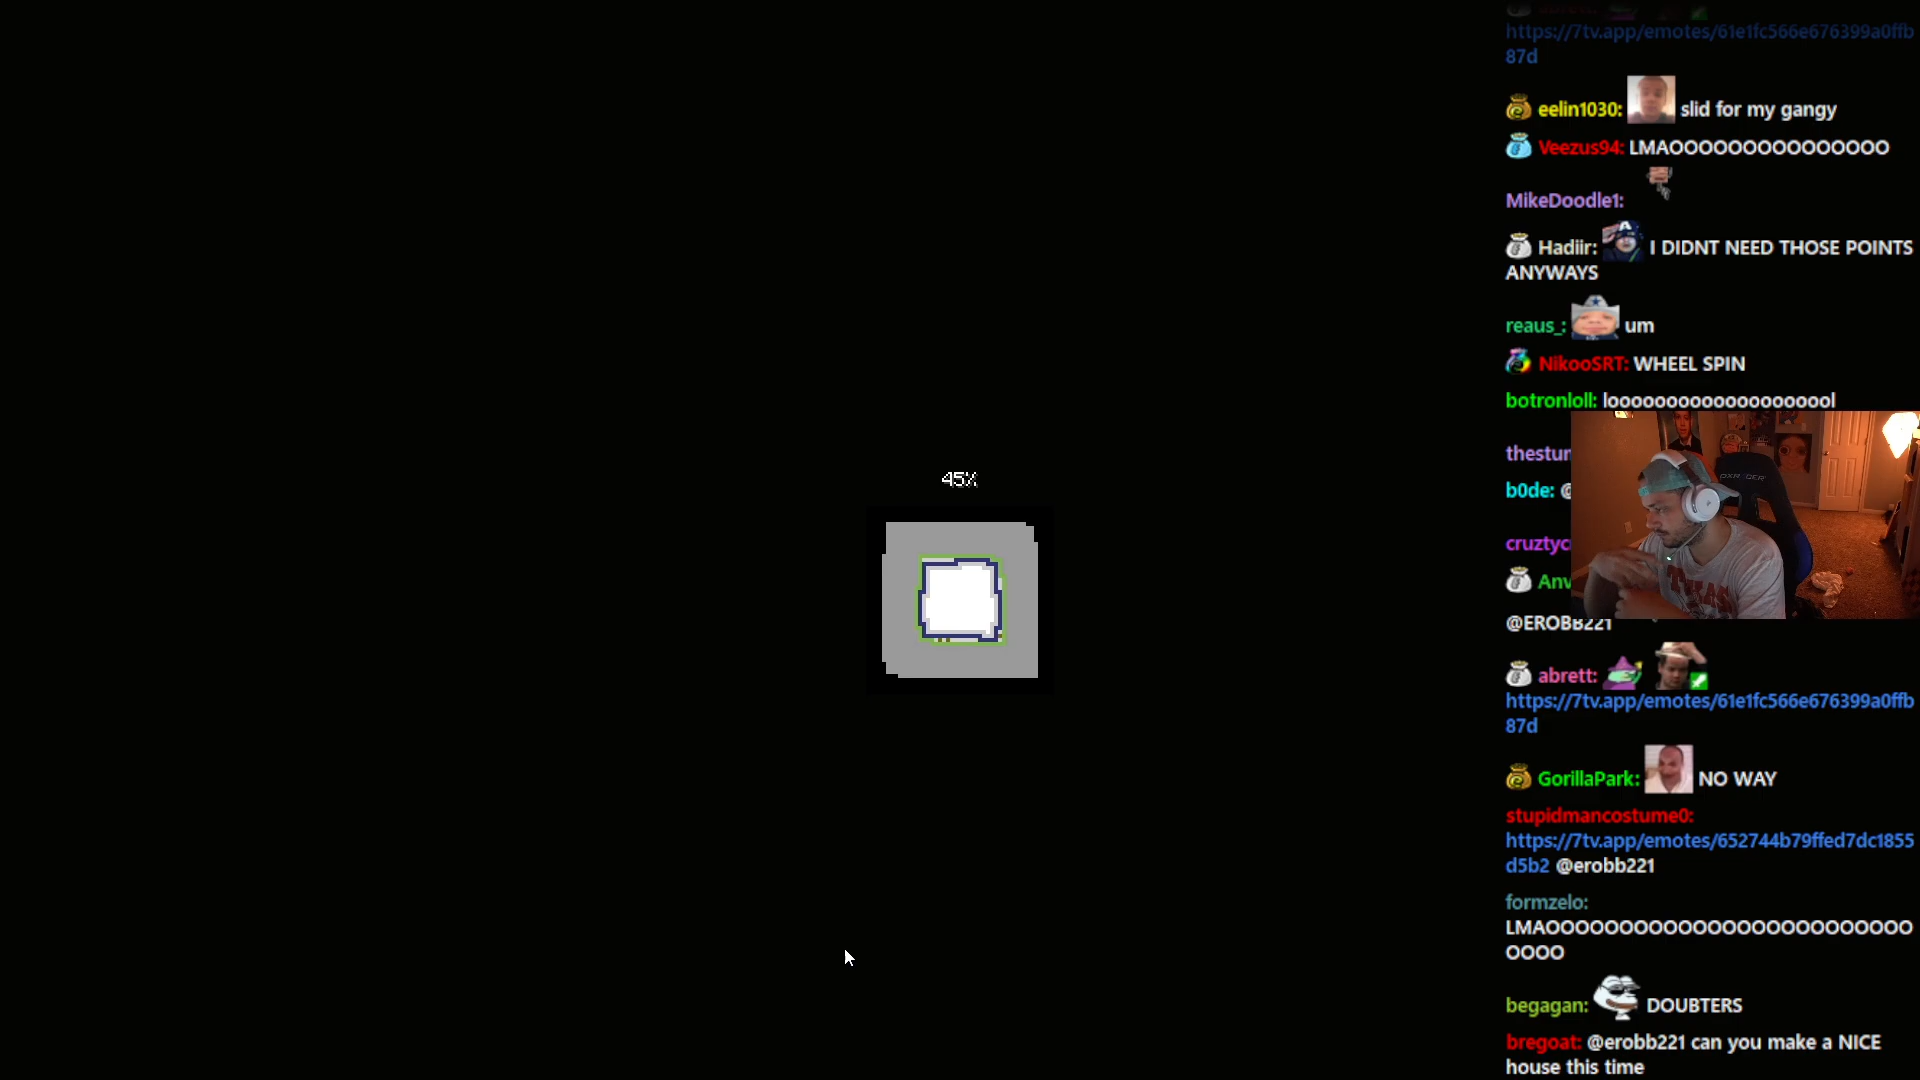 https://7tv.app/emotes/61e1fc566e676399a0ffb
87d
eelin1030: slid for my gangy
Veezus94: LMAOOOOOOOOOOOOOOO
MikeDoodle1:
Hadiir: I DIDNT NEED THOSE POINTS
ANYWAYS
reaus_: um
NikooSRT: WHEEL SPIN
botronloll: looooooooooooooooool
b0de: @
@EROBB221
abrett:
https://7tv.app/emotes/61e1fc566e676399a0ffb
87d
GorillaPark: NO WAY
stupidmancostume0:
https://7tv.app/emotes/652744b79ffed7dc1855
d5b2 @erobb221
formzelo:
LMAOOOOOOOOOOOOOOOOOOOOOOOOO
OOOO
begagan: DOUBTERS
bregoat: @erobb221 can you make a NICE
house this time
45%